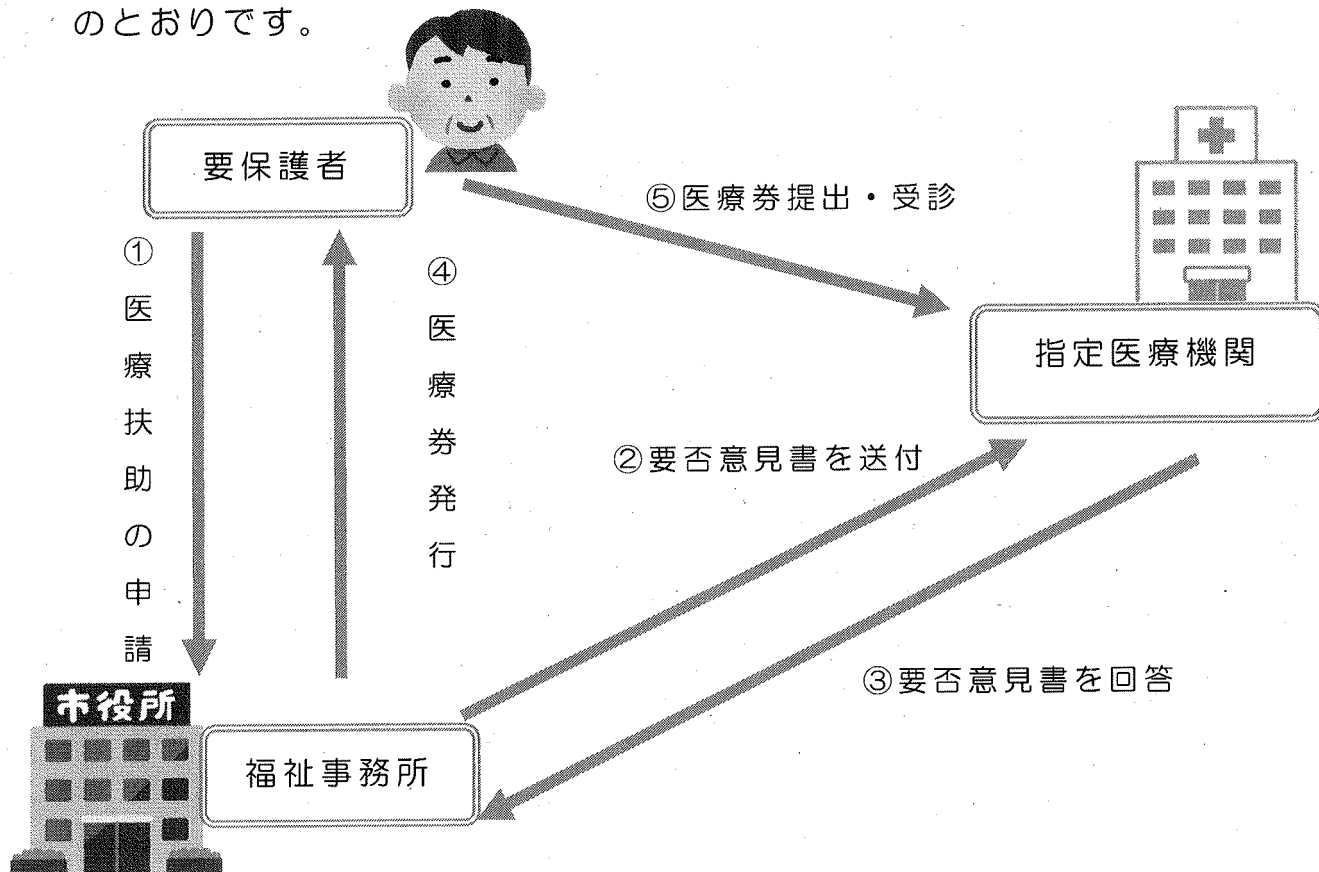 のとおりです。
要保護者
⑤医療券提出・受診
①医療扶助の申請
④医療券発行
指定医療機関
②要否意見書を送付
③要否意見書を回答
市役所
福祉事務所